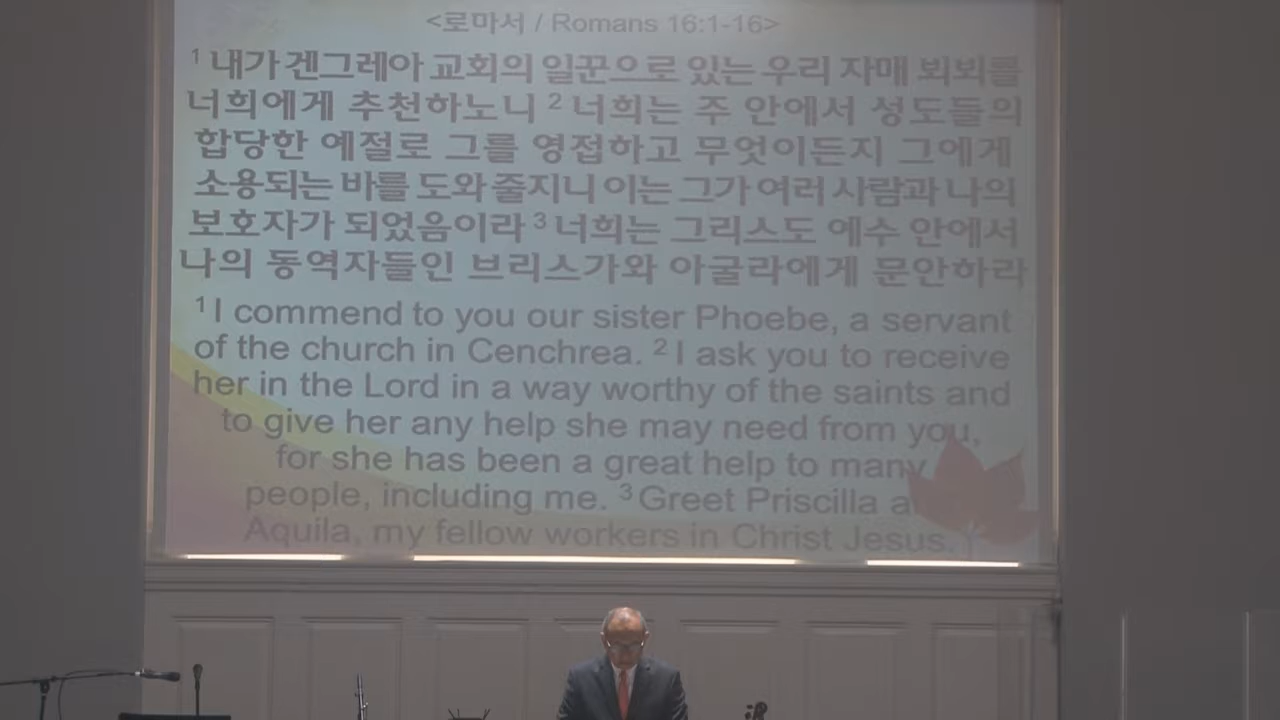 <로마서 / Romans 16:1-16>
1 내가 겐그레아 교회의 일꾼으로 있는 우리 자매 뵈뵈를
너희에게 추천하노니 2 너희는 주 안에서 성도들의
합당한 예절로 그를 영접하고 무엇이든지 그에게
소용되는 바를 도와 줄지니 이는 그가 여러 사람과 나의
보호자가 되었음이라 3 너희는 그리스도 예수 안에서
나의 동역자들인 브리스가와 아굴라에게 문안하라
1 I commend to you our sister Phoebe, a servant
of the church in Cenchrea. 2 I ask you to receive
her in the Lord in a way worthy of the saints and
to give her any help she may need from you,
for she has been a great help to many
people, including me. 3 Greet Priscilla
Aquila, my fellow workers in Christ Jesus.